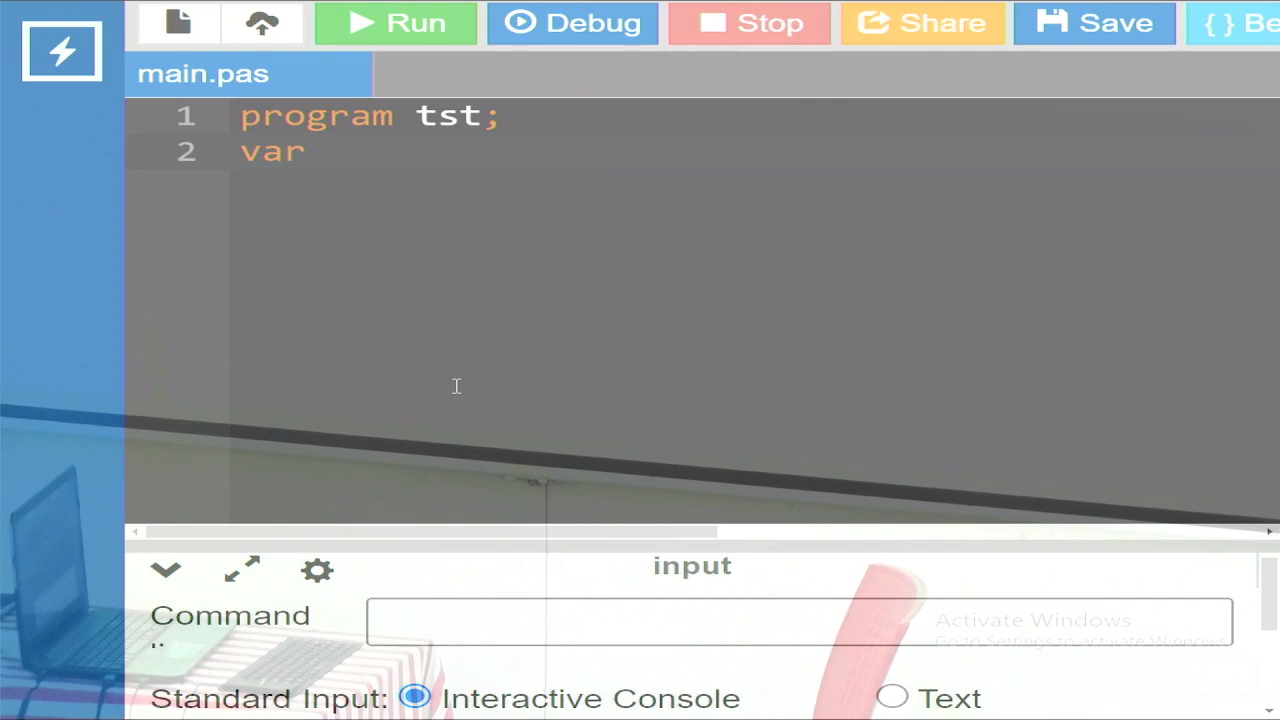 Run Debug Stop Share Save { } Be
main.pas
1 program tst;
2 var
input
Command
Activate Windows
Go to Settings to activate Windows.
Standard Input: Interactive Console Text